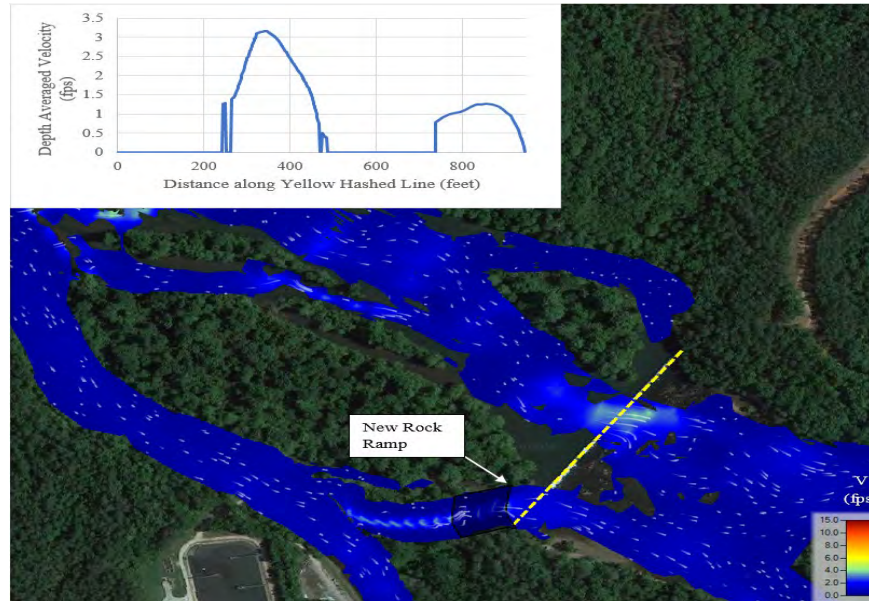 Depth Averaged Velocity
(fps)
3.5
3
2.5
2
1.5
1
0.5
0
0 200 400 600 800
Distance along Yellow Hashed Line (feet)
New Rock
Ramp
V
(fps
15.0
8.0
6.0
4.0
2.0
0.0